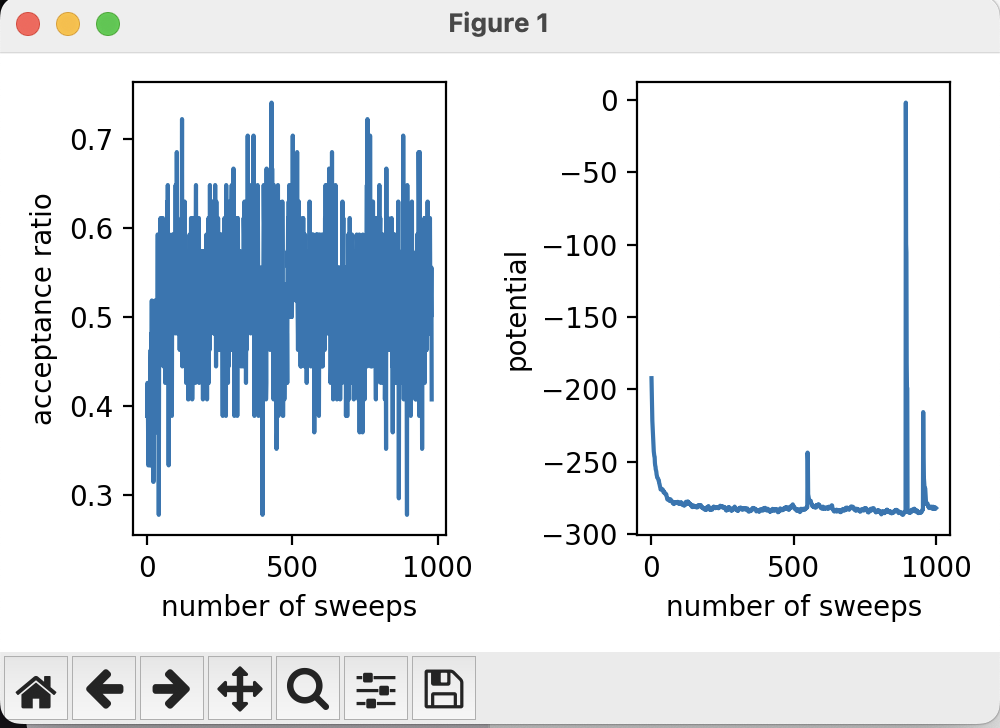 Figure 1
acceptance ratio
0.7
0.6
0.5
0.4
0.3
0 500 1000
number of sweeps
potential
0
−50
−100
−150
−200
−250
−300
0 500 1000
number of sweeps